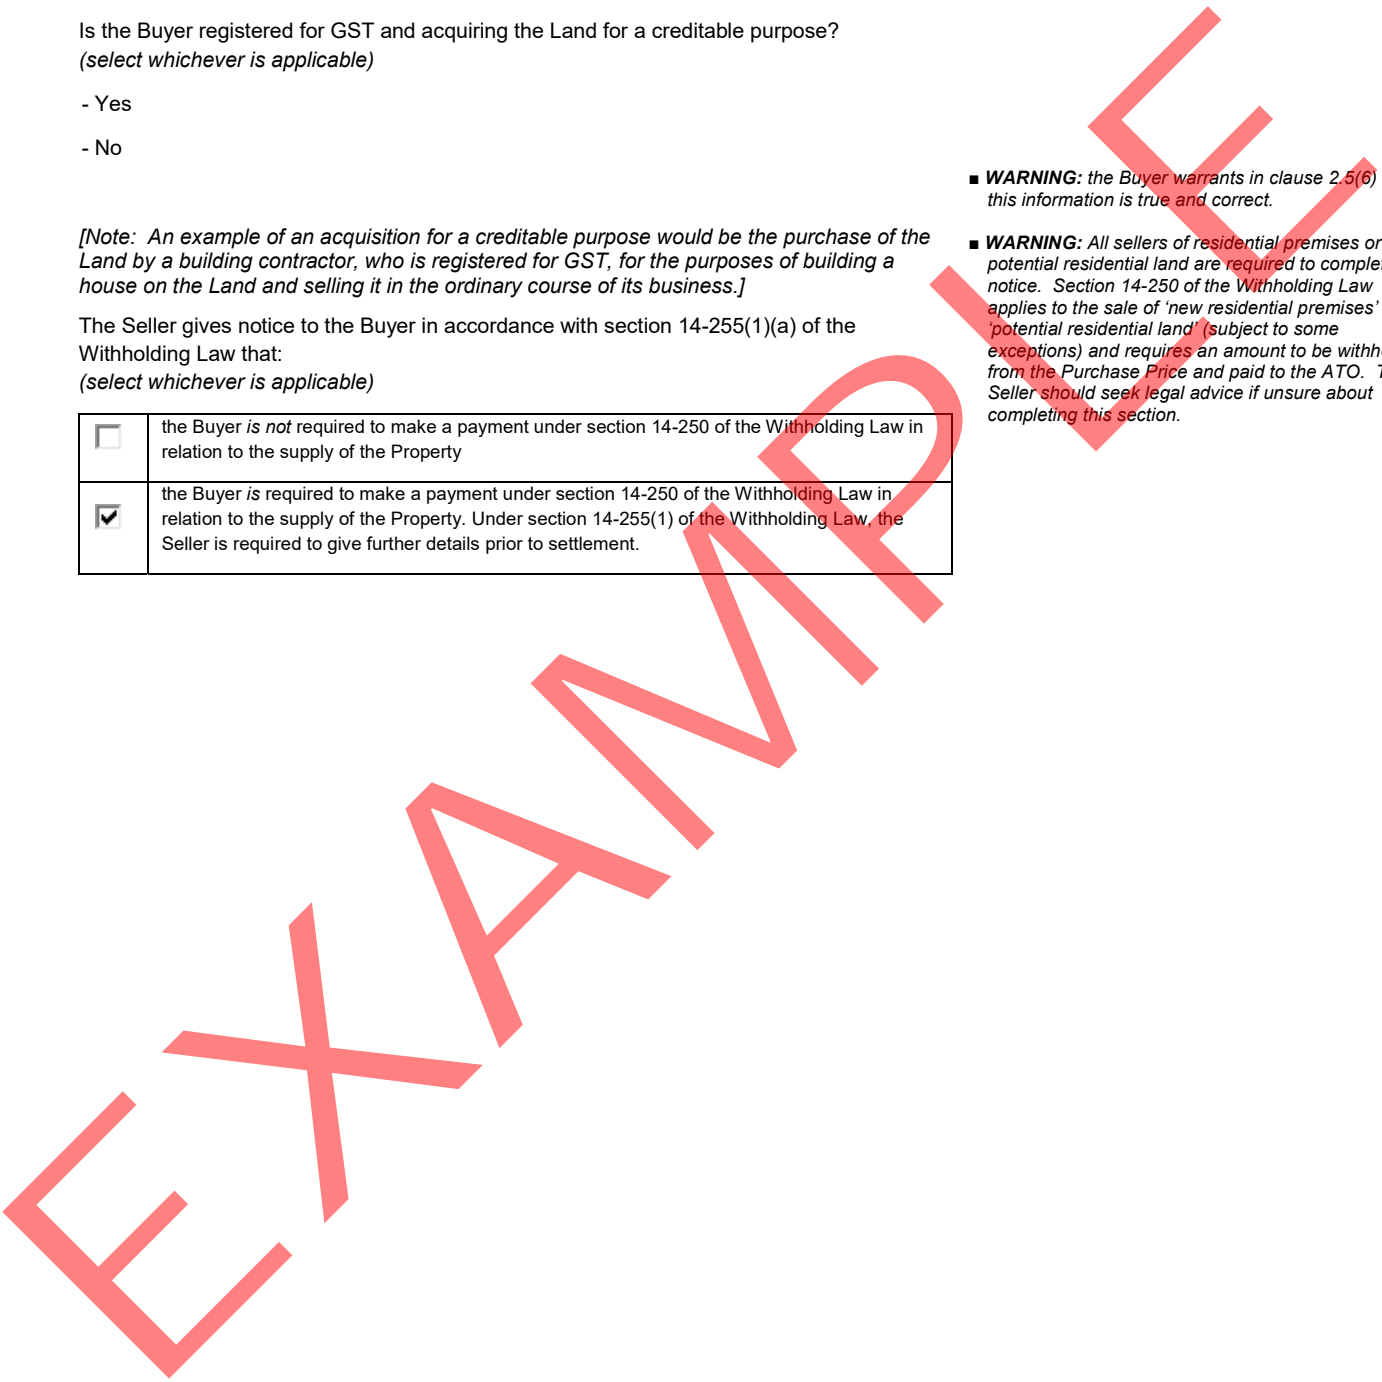 Is the Buyer registered for GST and acquiring the Land for a creditable purpose?
(select whichever is applicable)
- Yes
- No
■ WARNING: the Buyer warrants in clause 2.5(6)
this information is true and correct.
[Note: An example of an acquisition for a creditable purpose would be the purchase of the
Land by a building contractor, who is registered for GST, for the purposes of building a
house on the Land and selling it in the ordinary course of its business.]
■ WARNING: All sellers of residential premises or
potential residential land are required to
notice. Section 14-250 of the Withholding Law
applies to the sale of ‘new residential premises’
‘potential residential land’ (subject to some
exceptions) and requires an amount to be
from the Purchase Price and paid to the ATO.
Seller should seek legal advice if unsure about
completing this section.
The Seller gives notice to the Buyer in accordance with section 14-255(1)(a) of the
Withholding Law that:
(select whichever is applicable)
the Buyer is not required to make a payment under section 14-250 of the Withholding Law in
relation to the supply of the Property
the Buyer is required to make a payment under section 14-250 of the Withholding Law in
relation to the supply of the Property. Under section 14-255(1) of the Withholding Law, the
Seller is required to give further details prior to settlement.
EXAMPLE